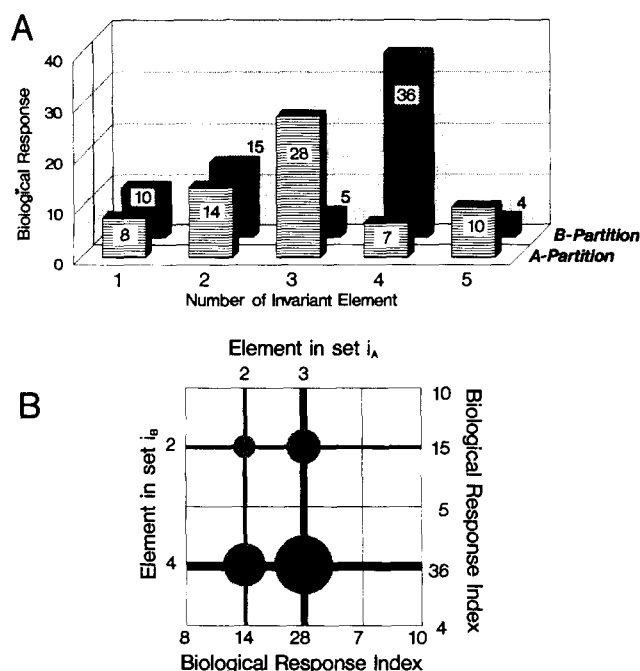 A
40
30
20
10
0
Biological Response
10
15
36
8
14
28
5
7
10
4
B-Partition
A-Partition
1 2 3 4 5
Number of Invariant Element
B
Element in set iA
2 3
Element in set iB
2
4
10
15
5
36
4
Biological Response Index
8 14 28 7 10
Biological Response Index